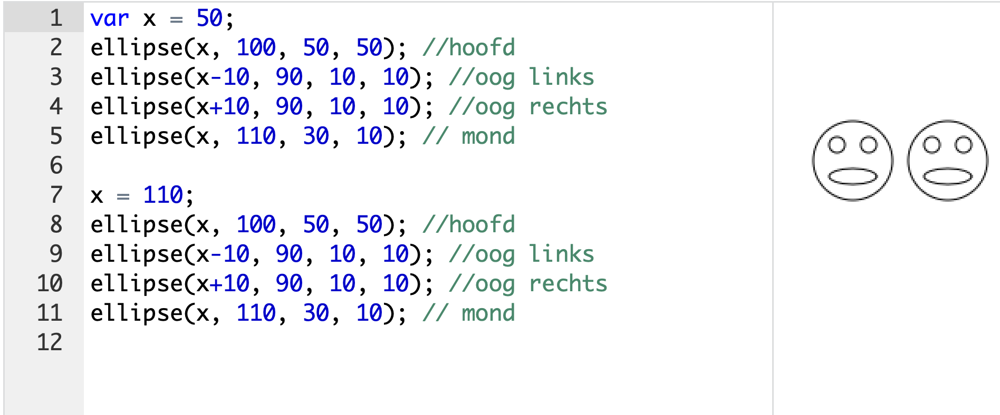 1 var x = 50;
2 ellipse(x, 100, 50, 50); //hoofd
3 ellipse(x-10, 90, 10, 10); //oog links
4 ellipse(x+10, 90, 10, 10); //oog rechts
5 ellipse(x, 110, 30, 10); // mond
6
7 x = 110;
8 ellipse(x, 100, 50, 50); //hoofd
9 ellipse(x-10, 90, 10, 10); //oog links
10 ellipse(x+10, 90, 10, 10); //oog rechts
11 ellipse(x, 110, 30, 10); // mond
12